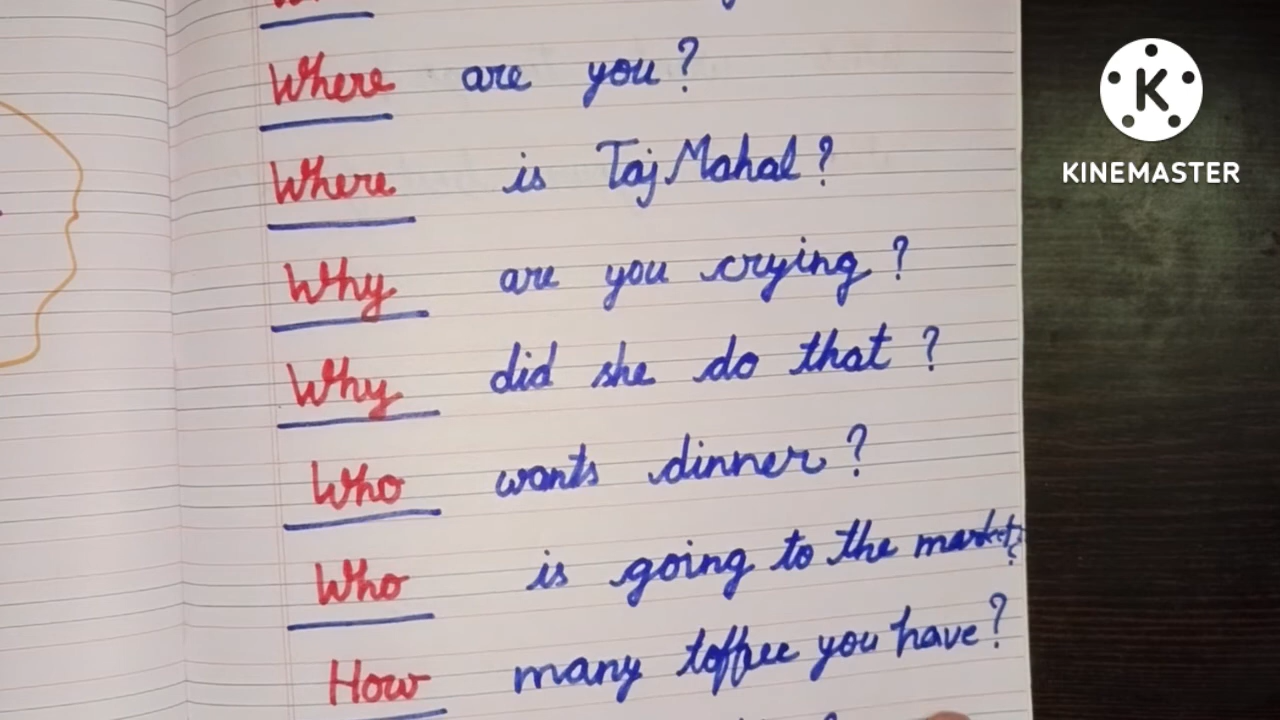 Where are you?
Where is Taj Mahal?
Why are you crying?
Why did she do that?
Who wants dinner?
Who is going to the market?
How many toffee you have?
KINEMASTER